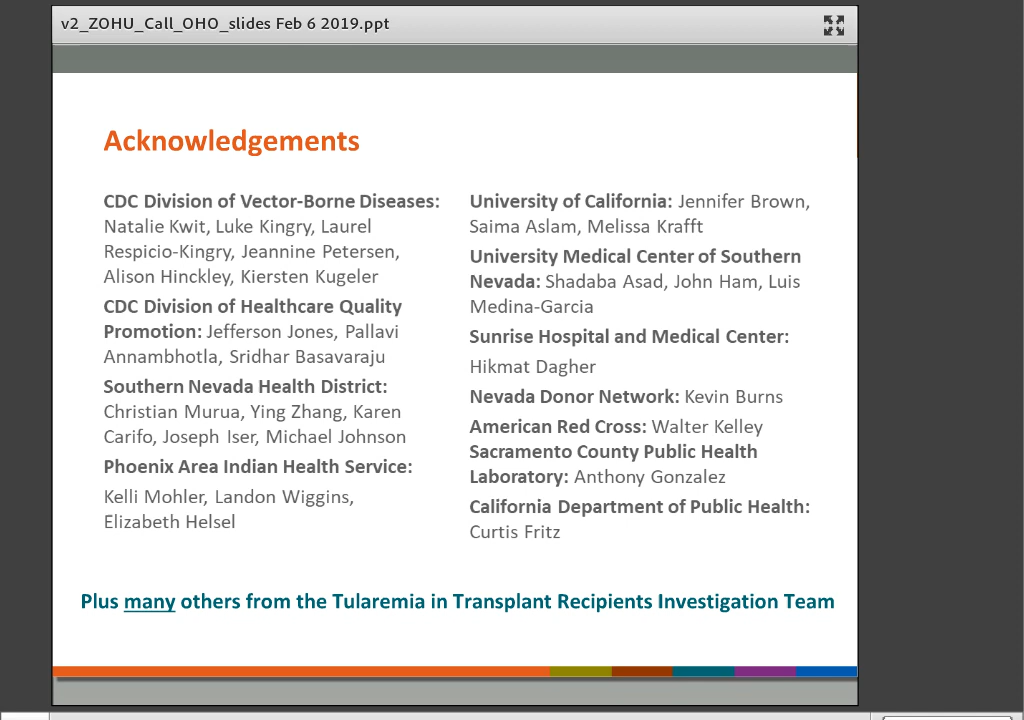 v2_ZOHU_Call_OHO_slides Feb 6 2019.ppt
Acknowledgements
CDC Division of Vector-Borne Diseases:
Natalie Kwit, Luke Kingry, Laurel
Respicio-Kingry, Jeannine Petersen,
Alison Hinckley, Kiersten Kugeler
CDC Division of Healthcare Quality
Promotion: Jefferson Jones, Pallavi
Annambhotla, Sridhar Basavaraju
Southern Nevada Health District:
Christian Murua, Ying Zhang, Karen
Carifo, Joseph Iser, Michael Johnson
Phoenix Area Indian Health Service:
Kelli Mohler, Landon Wiggins,
Elizabeth Helsel
University of California: Jennifer Brown,
Saima Aslam, Melissa Krafft
University Medical Center of Southern
Nevada: Shadaba Asad, John Ham, Luis
Medina-Garcia
Sunrise Hospital and Medical Center:
Hikmat Dagher
Nevada Donor Network: Kevin Burns
American Red Cross: Walter Kelley
Sacramento County Public Health
Laboratory: Anthony Gonzalez
California Department of Public Health:
Curtis Fritz
Plus many others from the Tularemia in Transplant Recipients Investigation Team